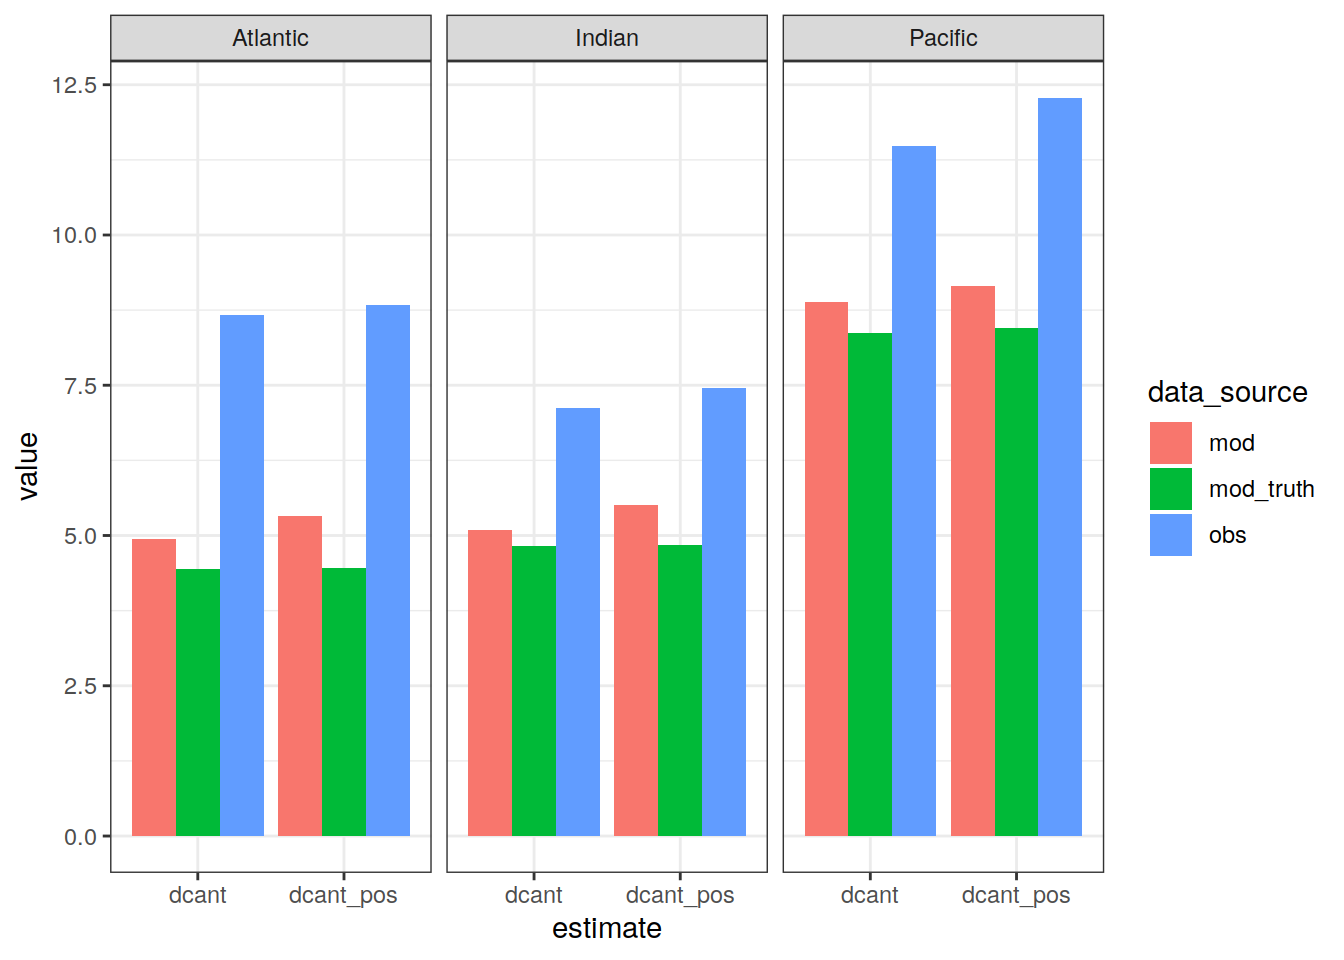 Atlantic Indian Pacific
12.5
10.0
7.5
5.0
2.5
0.0
value
dcant dcant_pos dcant dcant_pos dcant dcant_pos
estimate
data_source
mod
mod_truth
obs